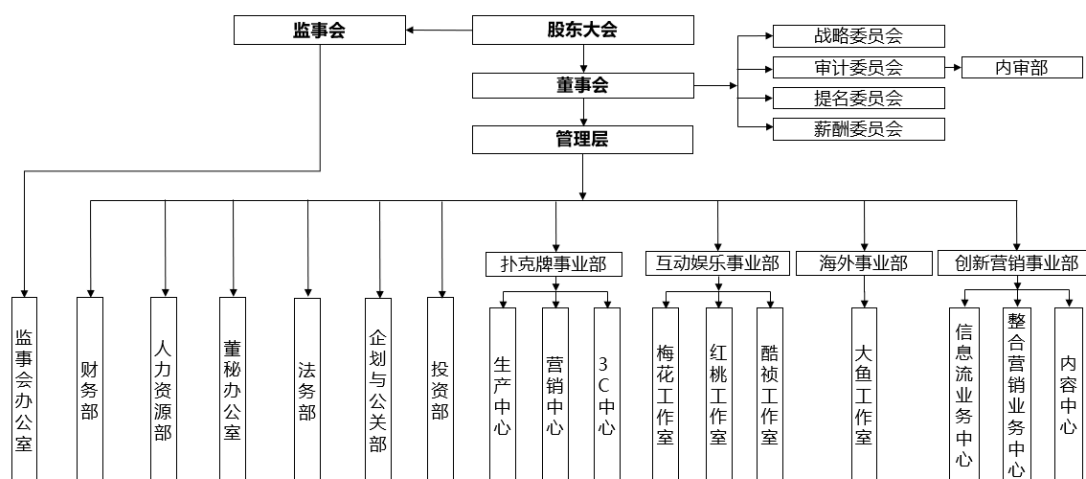 监事会
股东大会
战略委员会
审计委员会
内审部
董事会
提名委员会
薪酬委员会
管理层
扑克牌事业部
互动娱乐事业部
海外事业部
创新营销事业部
监事会办公室
财务部
人力资源部
董秘办公室
法务部
企划与公关部
投资部
生产中心
营销中心
3C中心
梅花工作室
红桃工作室
酷祯工作室
大鱼工作室
信息流业务中心
整合营销业务中心
内容中心